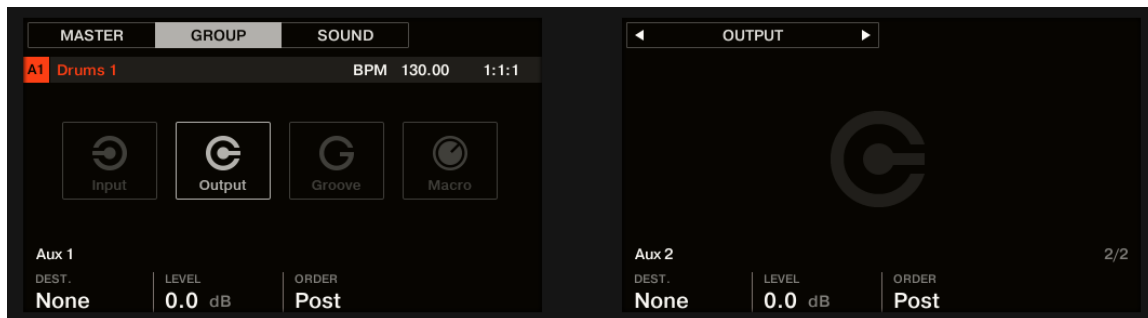 MASTER GROUP SOUND
A1 Drums 1 BPM 130.00 1:1:1
Input Output Groove Macro
Aux 1
DEST. LEVEL ORDER
None 0.0 dB Post
OUTPUT
Aux 2 2/2
DEST. LEVEL ORDER
None 0.0 dB Post